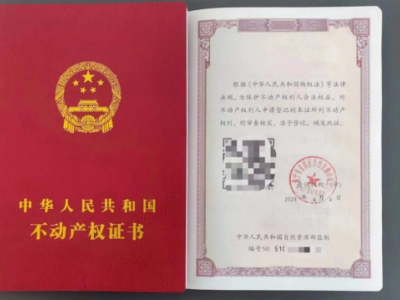 中华人民共和国
不动产权证书
根据《中华人民共和国物权法》等法律
法规，为保护不动产权利人合法权益，对
不动产权利人申请登记的本证所列不动产
权利，经审查核实，准予登记，颁发此证。
中华人民共和国自然资源部监制
编号NO